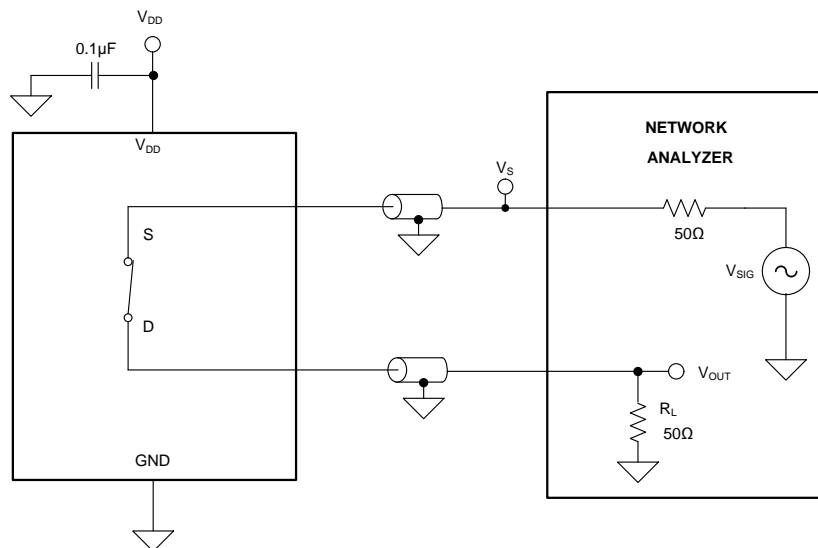 VDD
0.1µF
VDD
NETWORK
ANALYZER
VS
S
50Ω
VSIG
D
VOUT
RL
50Ω
GND